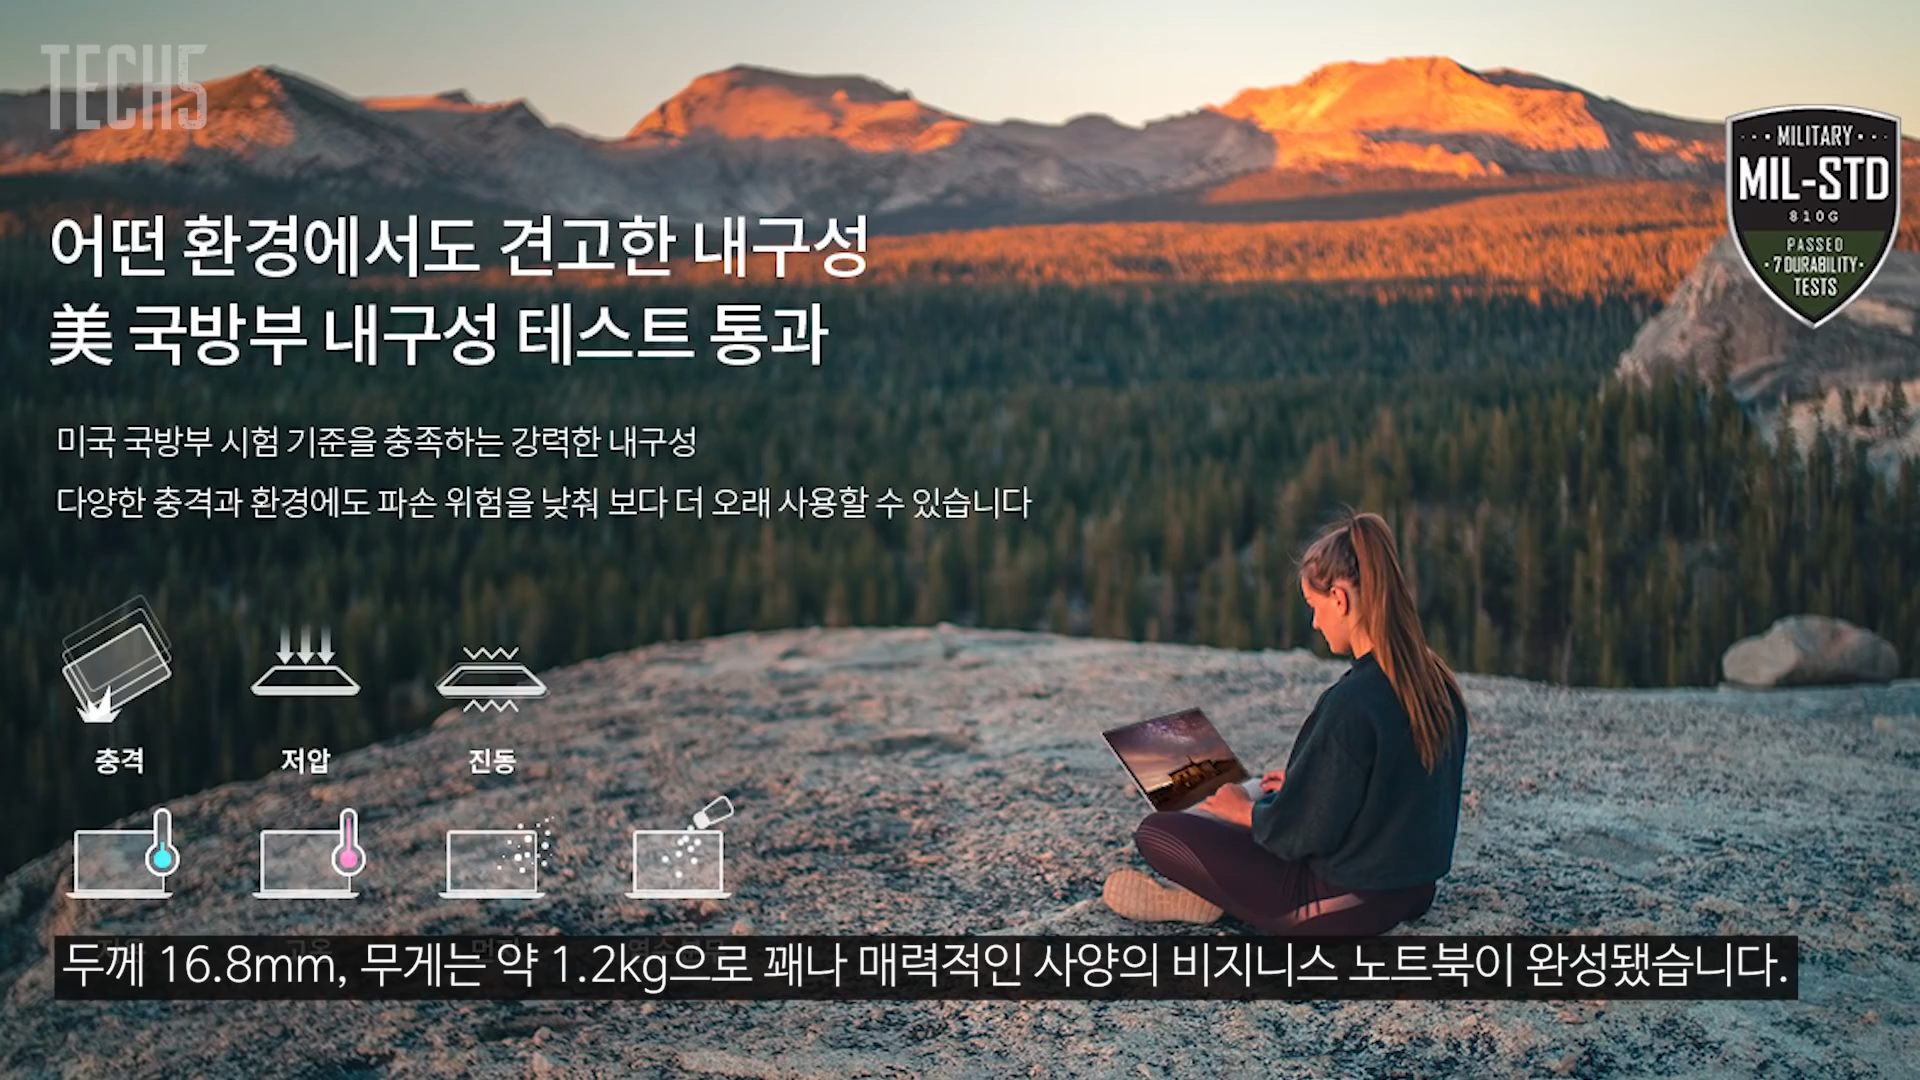 TECH5
MILITARY
MIL-STD
810G
PASSED
7 DURABILITY
TESTS
어떤 환경에서도 견고한 내구성
美 국방부 내구성 테스트 통과
미국 국방부 시험 기준을 충족하는 강력한 내구성
다양한 충격과 환경에도 파손 위험을 낮춰 보다 더 오래 사용할 수 있습니다
충격
저압
진동
두께 16.8mm, 무게는 약 1.2kg으로 꽤나 매력적인 사양의 비지니스 노트북이 완성됐습니다.